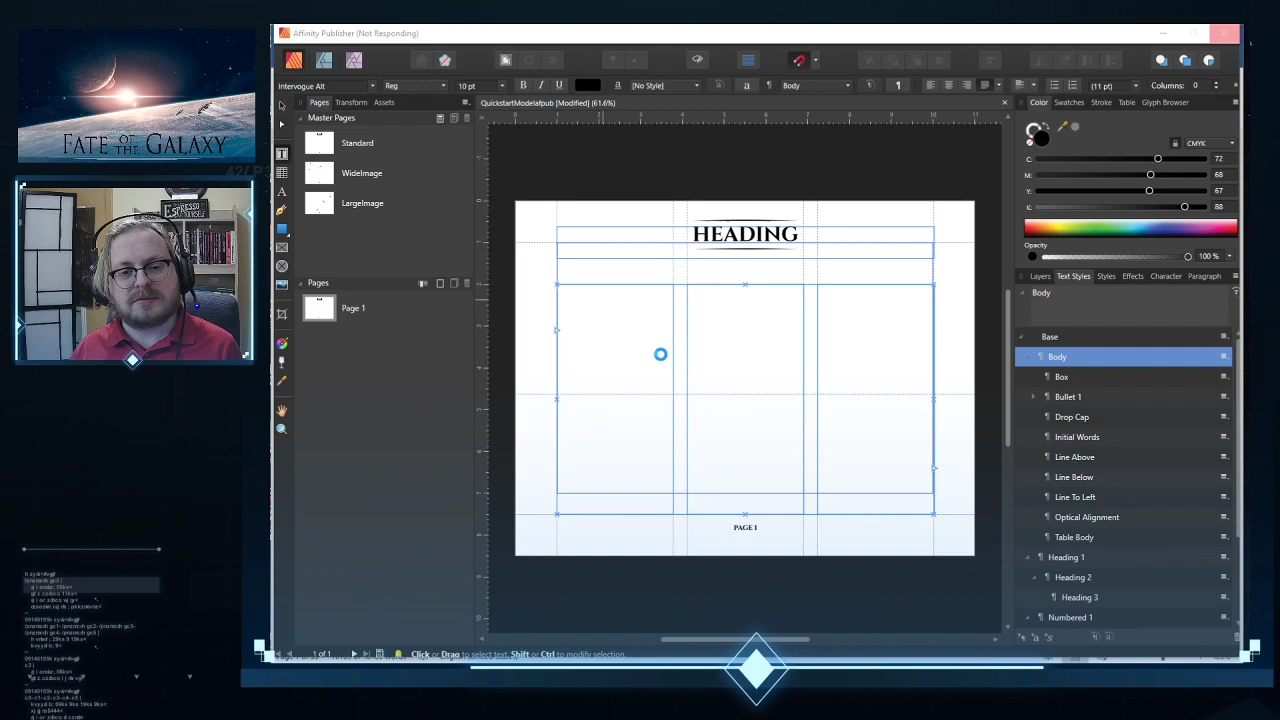 Affinity Publisher (Not Responding)
Intervogue Alt
Reg
10 pt
B I U
a
[No Style]
a
Body
(11 pt)
Columns: 0
FATE OF THE GALAXY
ESPRESSO
Pages Transform Assets
Master Pages
Standard
WideImage
LargeImage
Pages
Page 1
QuickstartModelafpub [Modified] (61.6%)
HEADING
PAGE 1
Color Swatches Stroke Table Glyph Browser
CMYK
C: 72
M: 68
Y: 67
K: 88
Opacity
100 %
Layers Text Styles Styles Effects Character Paragraph
Body
Base
Body
Box
Bullet 1
Drop Cap
Initial Words
Line Above
Line Below
Line To Left
Optical Alignment
Table Body
Heading 1
Heading 2
Heading 3
Numbered 1
1 of 1
Click or Drag to select text. Shift or Ctrl to modify selection.